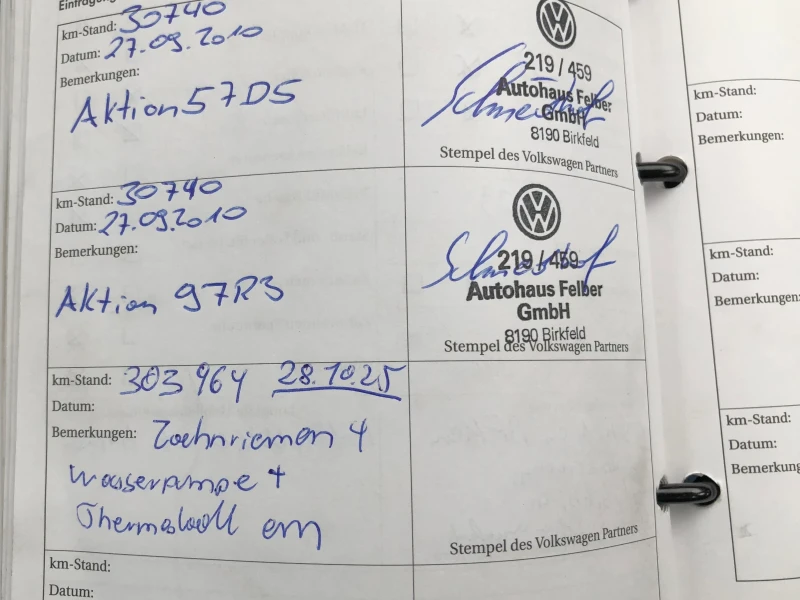 Eintragung
km-Stand: 30740
Datum: 27.09.2010
Bemerkungen:
Aktion 57D5
219 / 459
Autohaus Felber
GmbH
8190 Birkfeld
Stempel des Volkswagen Partners
km-Stand: 30740
Datum: 27.09.2010
Bemerkungen:
Aktion 97R3
219 / 459
Autohaus Felber
GmbH
8190 Birkfeld
Stempel des Volkswagen Partners
km-Stand: 303 964 28.10.25
Datum:
Bemerkungen: Zahnriemen +
Wasserpumpe +
Stempel des Volkswagen Partners
km-Stand:
Datum:
km-Stand:
Datum:
Bemerkungen:
km-Stand:
Datum:
Bemerkungen:
km-Stand:
Datum:
Bemerkung